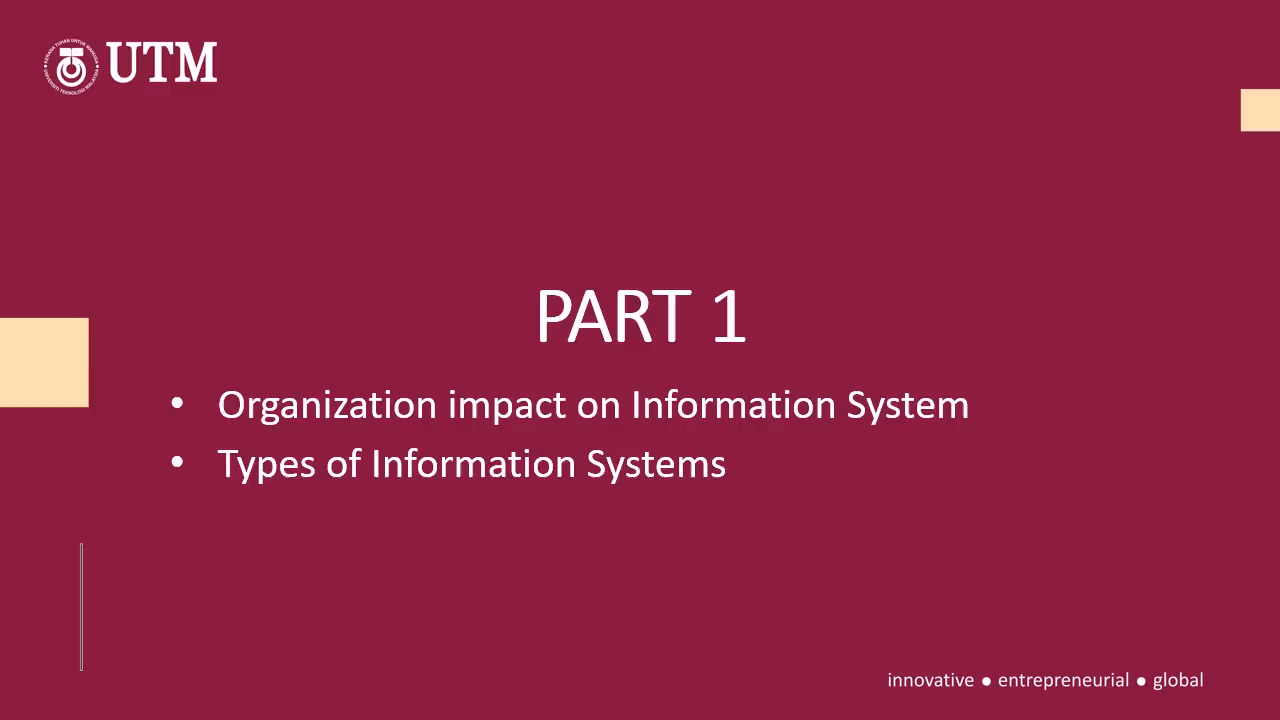 UTM
PART 1
• Organization impact on Information System
• Types of Information Systems
innovative ● entrepreneurial ● global